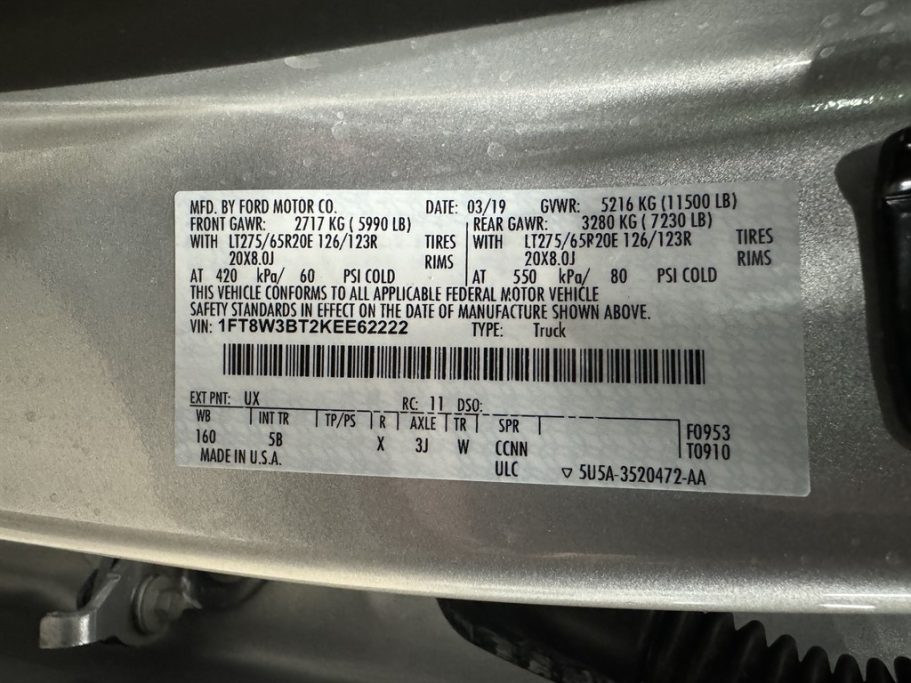 MFD. BY FORD MOTOR CO. DATE: 03/19 GVWR: 5216 KG (11500 LB)
FRONT GAWR: 2717 KG ( 5990 LB) REAR GAWR: 3280 KG ( 7230 LB)
WITH LT275/65R20E 126/123R TIRES WITH LT275/65R20E 126/123R TIRES
20X8.0J RIMS 20X8.0J RIMS
AT 420 kPa/ 60 PSI COLD AT 550 kPa/ 80 PSI COLD
THIS VEHICLE CONFORMS TO ALL APPLICABLE FEDERAL MOTOR VEHICLE
SAFETY STANDARDS IN EFFECT ON THE DATE OF MANUFACTURE SHOWN ABOVE.
VIN: 1FT8W3BT2KEE62222 TYPE: Truck
EXT PNT: UX RC: 11 DSO:
WB INT TR TP/PS R AXLE TR SPR F0953
160 5B X 3J W CCNN T0910
MADE IN U.S.A. ULC 5U5A-3520472-AA